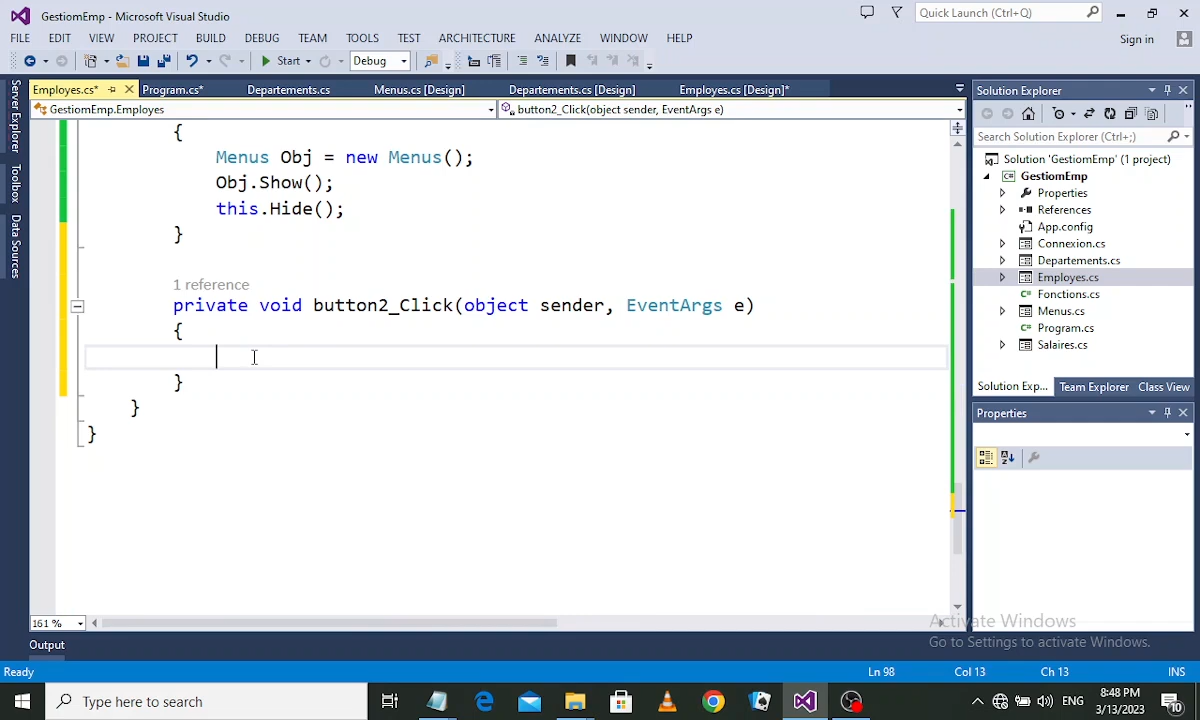 GestiomEmp - Microsoft Visual Studio
Quick Launch (Ctrl+Q)
FILE EDIT VIEW PROJECT BUILD DEBUG TEAM TOOLS TEST ARCHITECTURE ANALYZE WINDOW HELP
Sign in
Start Debug
Employes.cs* Program.cs* Departements.cs Menus.cs [Design] Departements.cs [Design] Employes.cs [Design]*
GestiomEmp.Employes
button2_Click(object sender, EventArgs e)
Server Explorer
Toolbox
Data Sources
{
Menus Obj = new Menus();
Obj.Show();
this.Hide();
}
1 reference
private void button2_Click(object sender, EventArgs e)
{
}
}
}
161 %
Solution Explorer
Search Solution Explorer (Ctrl+;)
Solution 'GestiomEmp' (1 project)
GestiomEmp
Properties
References
App.config
Connexion.cs
Departements.cs
Employes.cs
Fonctions.cs
Menus.cs
Program.cs
Salaires.cs
Solution Exp... Team Explorer Class View
Properties
Activate Windows
Go to Settings to activate Windows.
Output
Ready
Ln 98 Col 13 Ch 13 INS
Type here to search
ENG
8:48 PM
3/13/2023
10